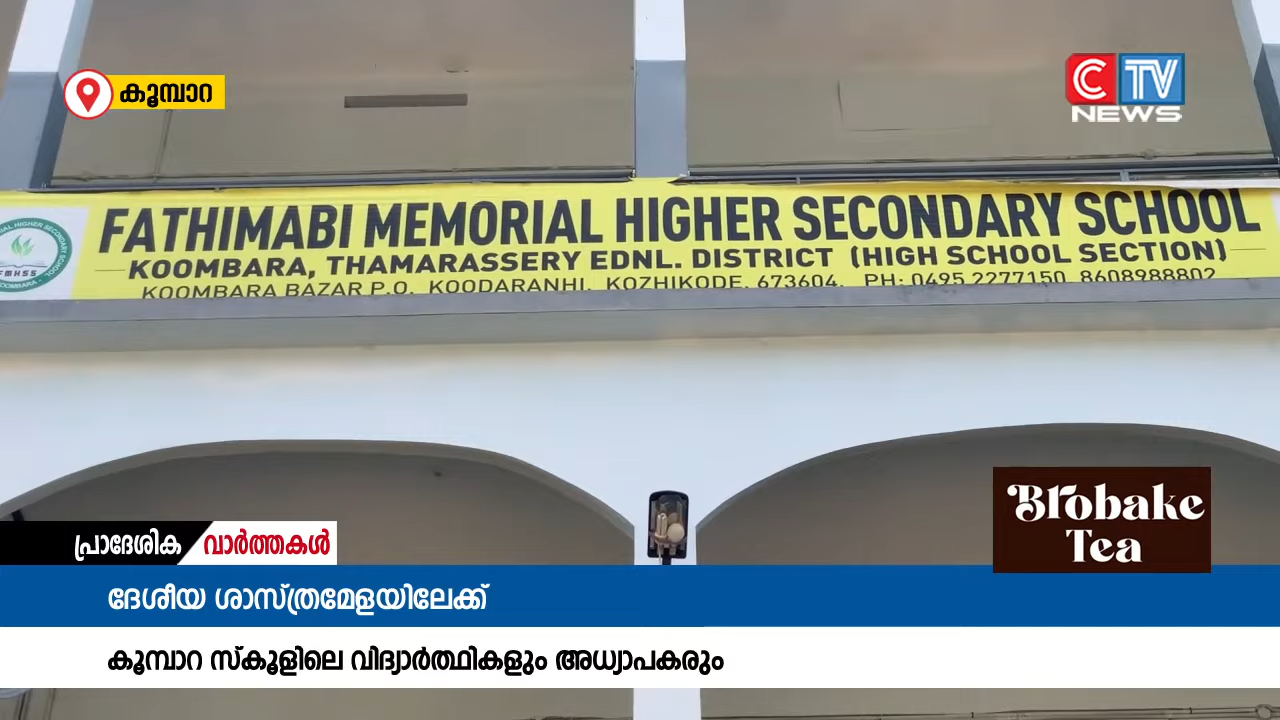 കൂമ്പാറ
CTV
NEWS
FATHIMABI MEMORIAL HIGHER SECONDARY SCHOOL
KOOMBARA, THAMARASSERY EDNL. DISTRICT (HIGH SCHOOL SECTION)
KOOMBARA BAZAR P.O, KOODARANHI, KOZHIKODE, 673604, PH: 0495 2277150, 8608988802
FMHSS
Brobake
Tea
പ്രാദേശിക വാർത്തകൾ
ദേശീയ ശാസ്ത്രമേളയിലേക്ക്
കൂമ്പാറ സ്കൂളിലെ വിദ്യാർത്ഥികളും അധ്യാപകരും